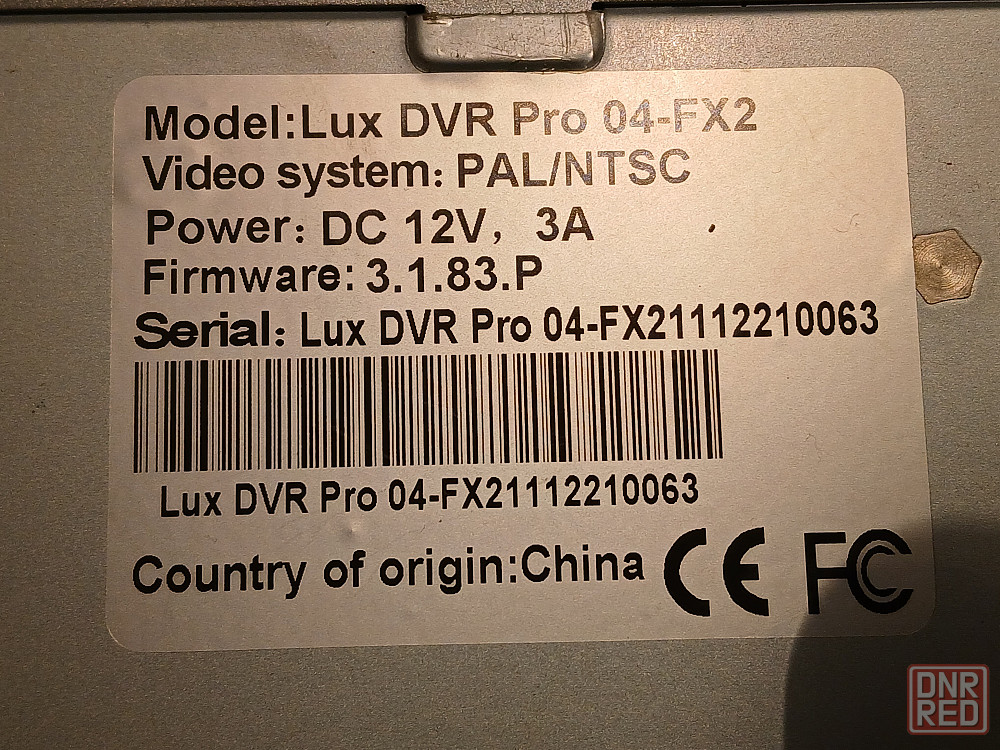 Model:Lux DVR Pro 04-FX2
Video system: PAL/NTSC
Power: DC 12V, 3A
Firmware: 3.1.83.P
Serial: Lux DVR Pro 04-FX21112210063
Lux DVR Pro 04-FX21112210063
Country of origin:China CE FC
DNR
RED